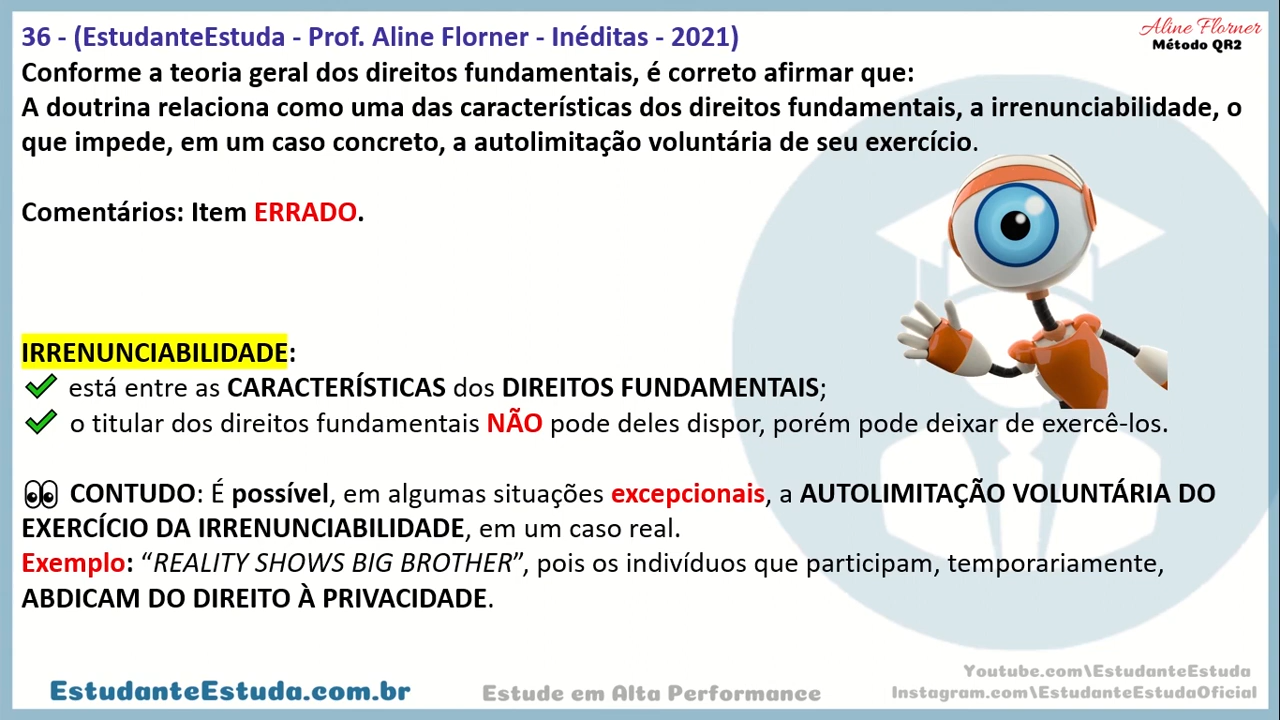 36 - (EstudanteEstuda - Prof. Aline Florner - Inéditas - 2021)
Aline Florner
Método QR2
Conforme a teoria geral dos direitos fundamentais, é correto afirmar que:
A doutrina relaciona como uma das características dos direitos fundamentais, a irrenunciabilidade, o
que impede, em um caso concreto, a autolimitação voluntária de seu exercício.
Comentários: Item ERRADO.
IRRENUNCIABILIDADE:
está entre as CARACTERÍSTICAS dos DIREITOS FUNDAMENTAIS;
o titular dos direitos fundamentais NÃO pode deles dispor, porém pode deixar de exercê-los.
CONTUDO: É possível, em algumas situações excepcionais, a AUTOLIMITAÇÃO VOLUNTÁRIA DO
EXERCÍCIO DA IRRENUNCIABILIDADE, em um caso real.
Exemplo: “REALITY SHOWS BIG BROTHER”, pois os indivíduos que participam, temporariamente,
ABDICAM DO DIREITO À PRIVACIDADE.
EstudanteEstuda.com.br
Estude em Alta Performance
Youtube.com\EstudanteEstuda
Instagram.com\EstudanteEstudaOficial